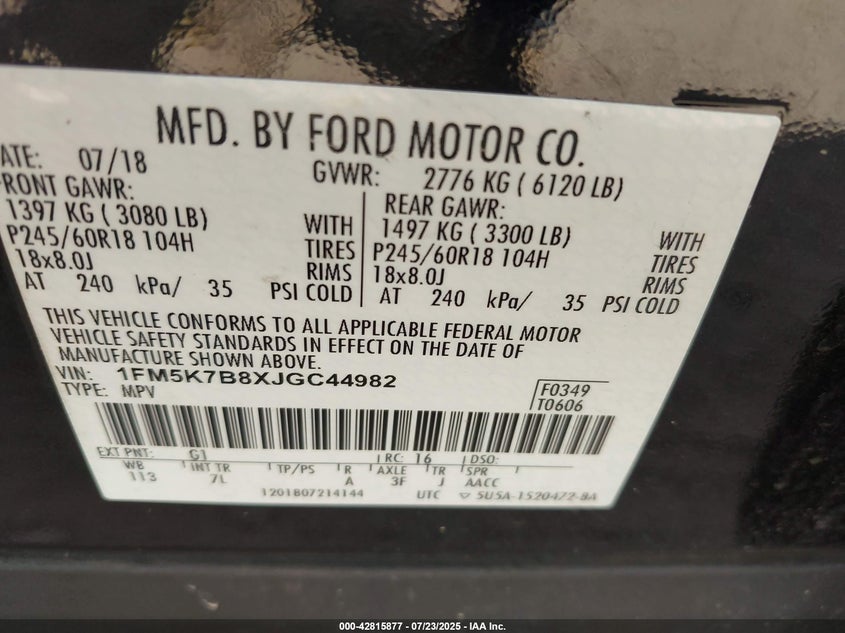 MFD. BY FORD MOTOR CO.
ATE: 07/18 GVWR: 2776 KG ( 6120 LB)
RONT GAWR: REAR GAWR:
1397 KG ( 3080 LB) WITH 1497 KG ( 3300 LB) WITH
P245/60R18 104H TIRES P245/60R18 104H TIRES
18x8.0J RIMS 18x8.0J RIMS
AT 240 kPa/ 35 PSI COLD AT 240 kPa/ 35 PSI COLD
THIS VEHICLE CONFORMS TO ALL APPLICABLE FEDERAL MOTOR
VEHICLE SAFETY STANDARDS IN EFFECT ON THE DATE OF
MANUFACTURE SHOWN ABOVE.
VIN: 1FM5K7B8XJGC44982
TYPE: MPV
F0349
T0606
EXT PNT: G1 RC: 16 DSO:
WB INT TR TP/PS R AXLE TR SPR
113 7L A 3F J AACC
1201807214144 UTC ▽ 5U5A-1520472-BA
000-42815877 - 07/23/2025 - IAA Inc.